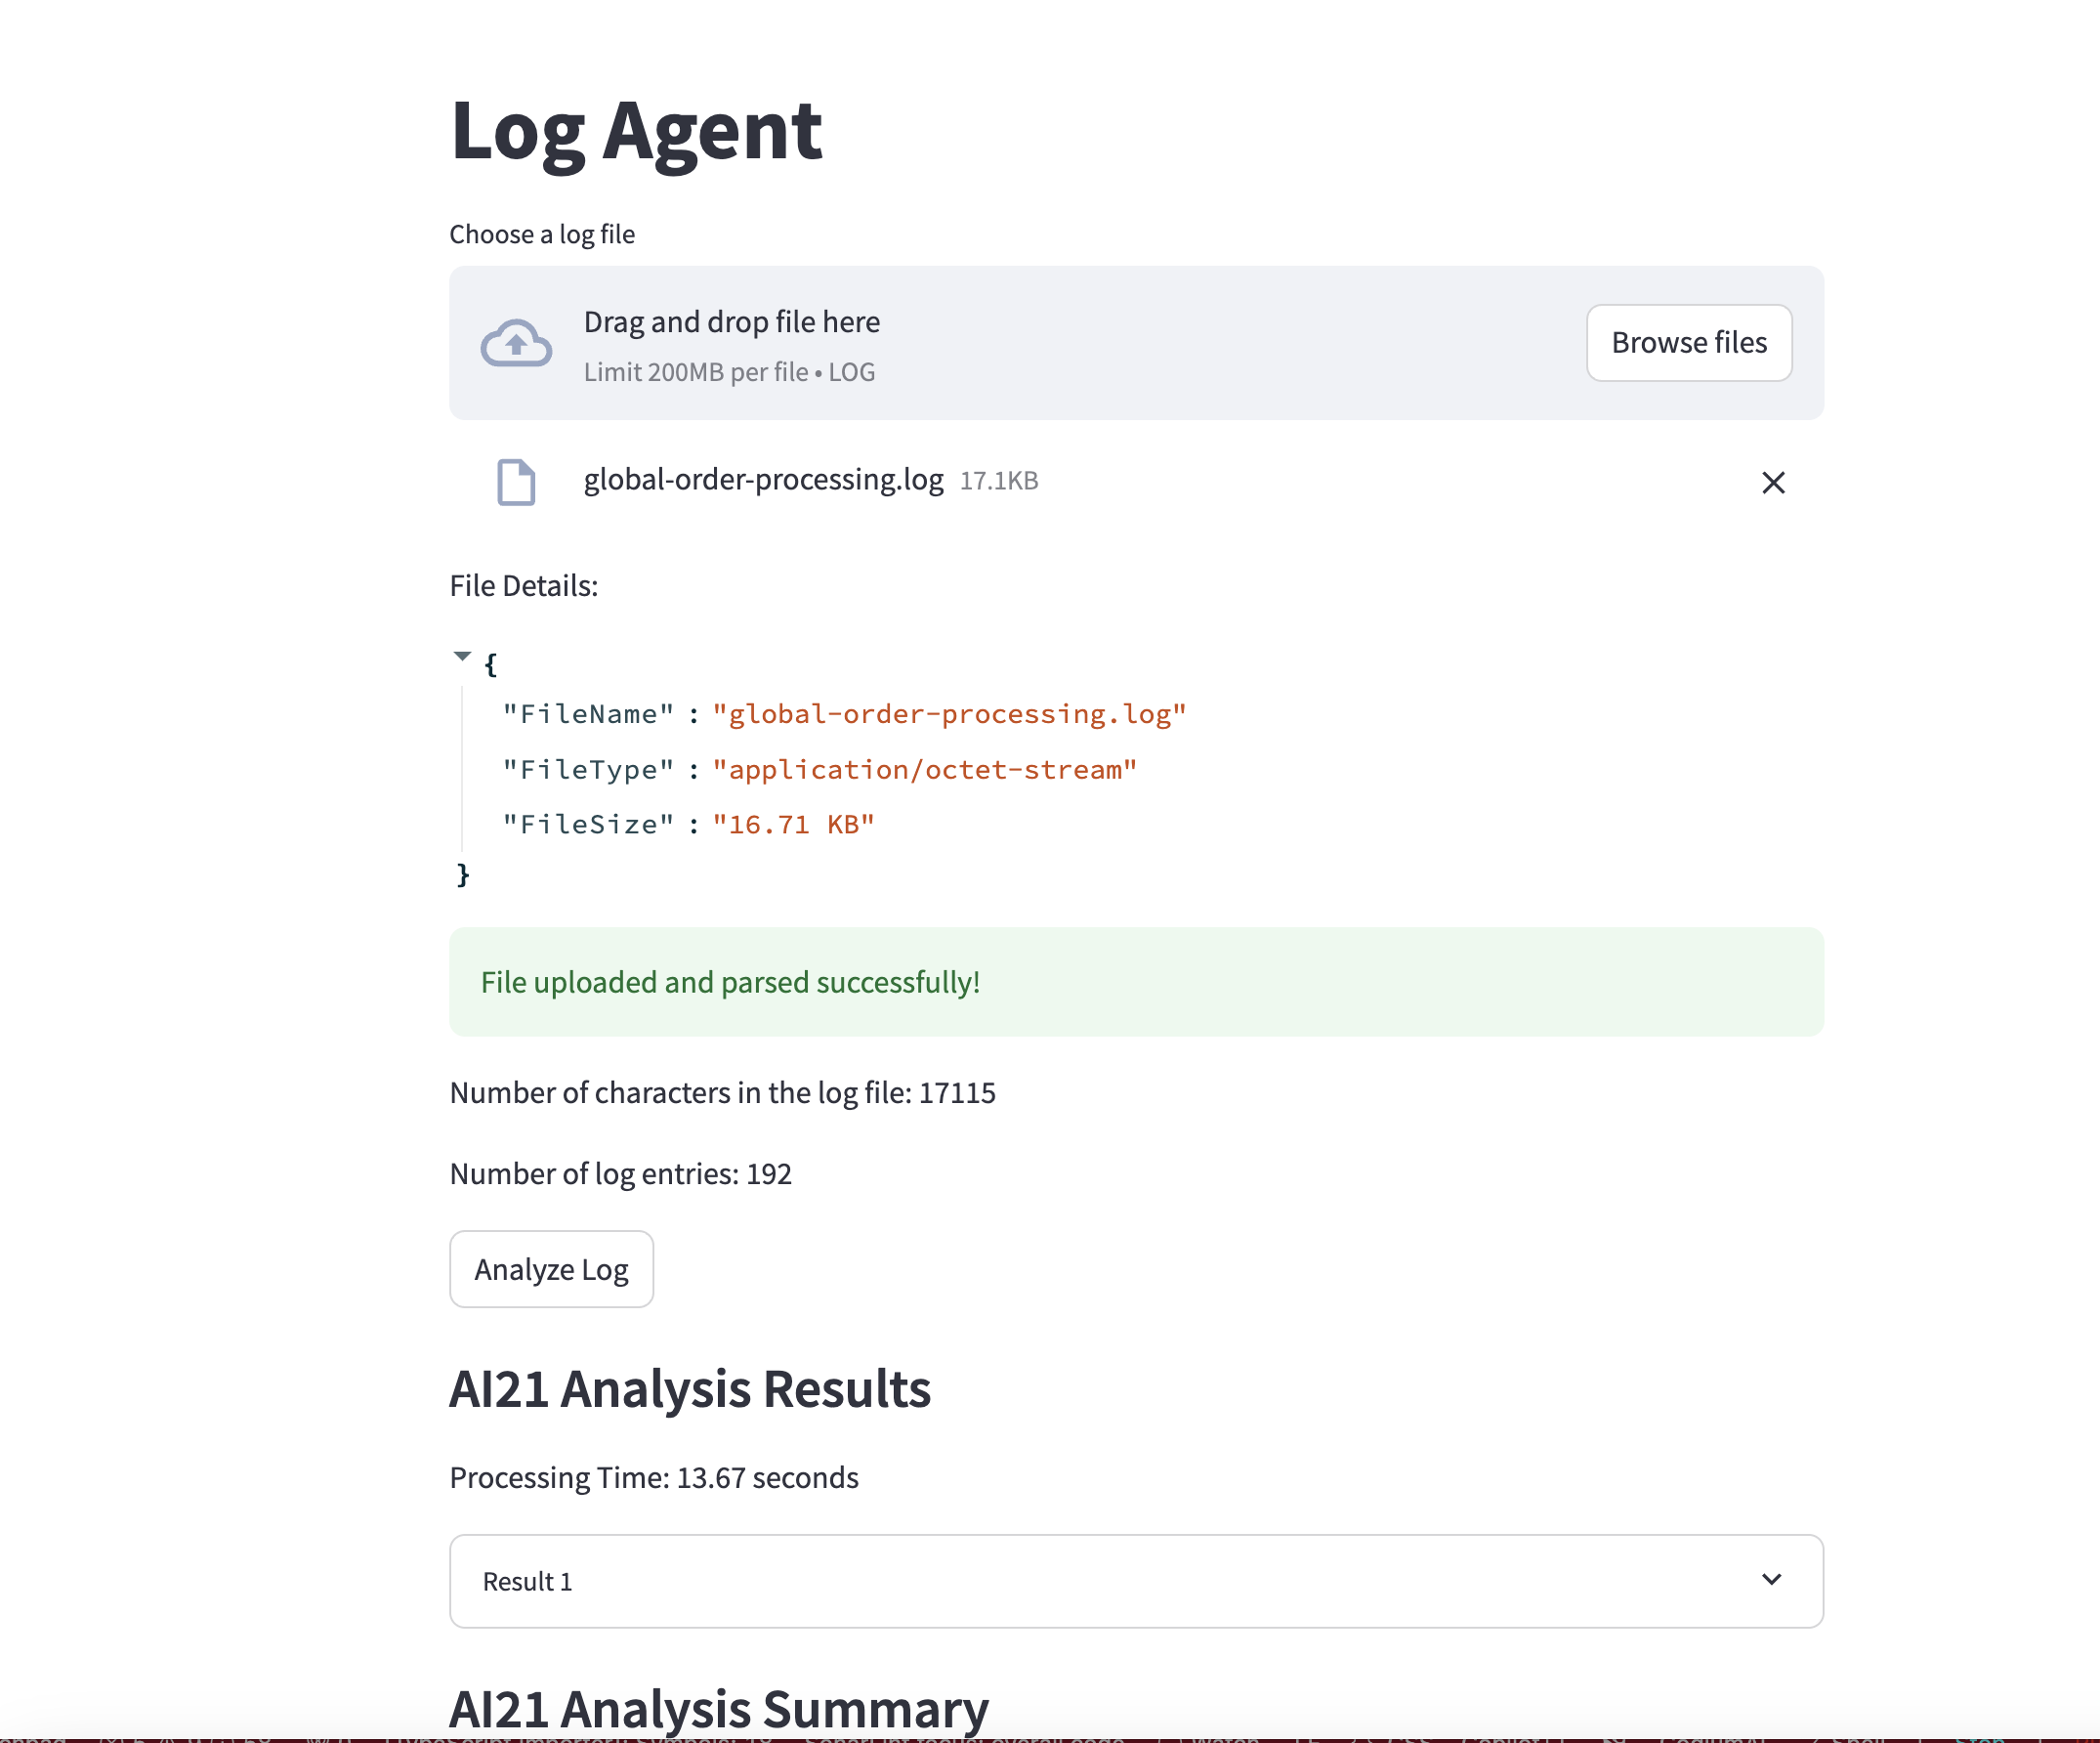 Log Agent
Choose a log file
Drag and drop file here
Limit 200MB per file • LOG
Browse files
global-order-processing.log 17.1KB
File Details:
{
"FileName" : "global-order-processing.log"
"FileType" : "application/octet-stream"
"FileSize" : "16.71 KB"
}
File uploaded and parsed successfully!
Number of characters in the log file: 17115
Number of log entries: 192
Analyze Log
AI21 Analysis Results
Processing Time: 13.67 seconds
Result 1
AI21 Analysis Summary